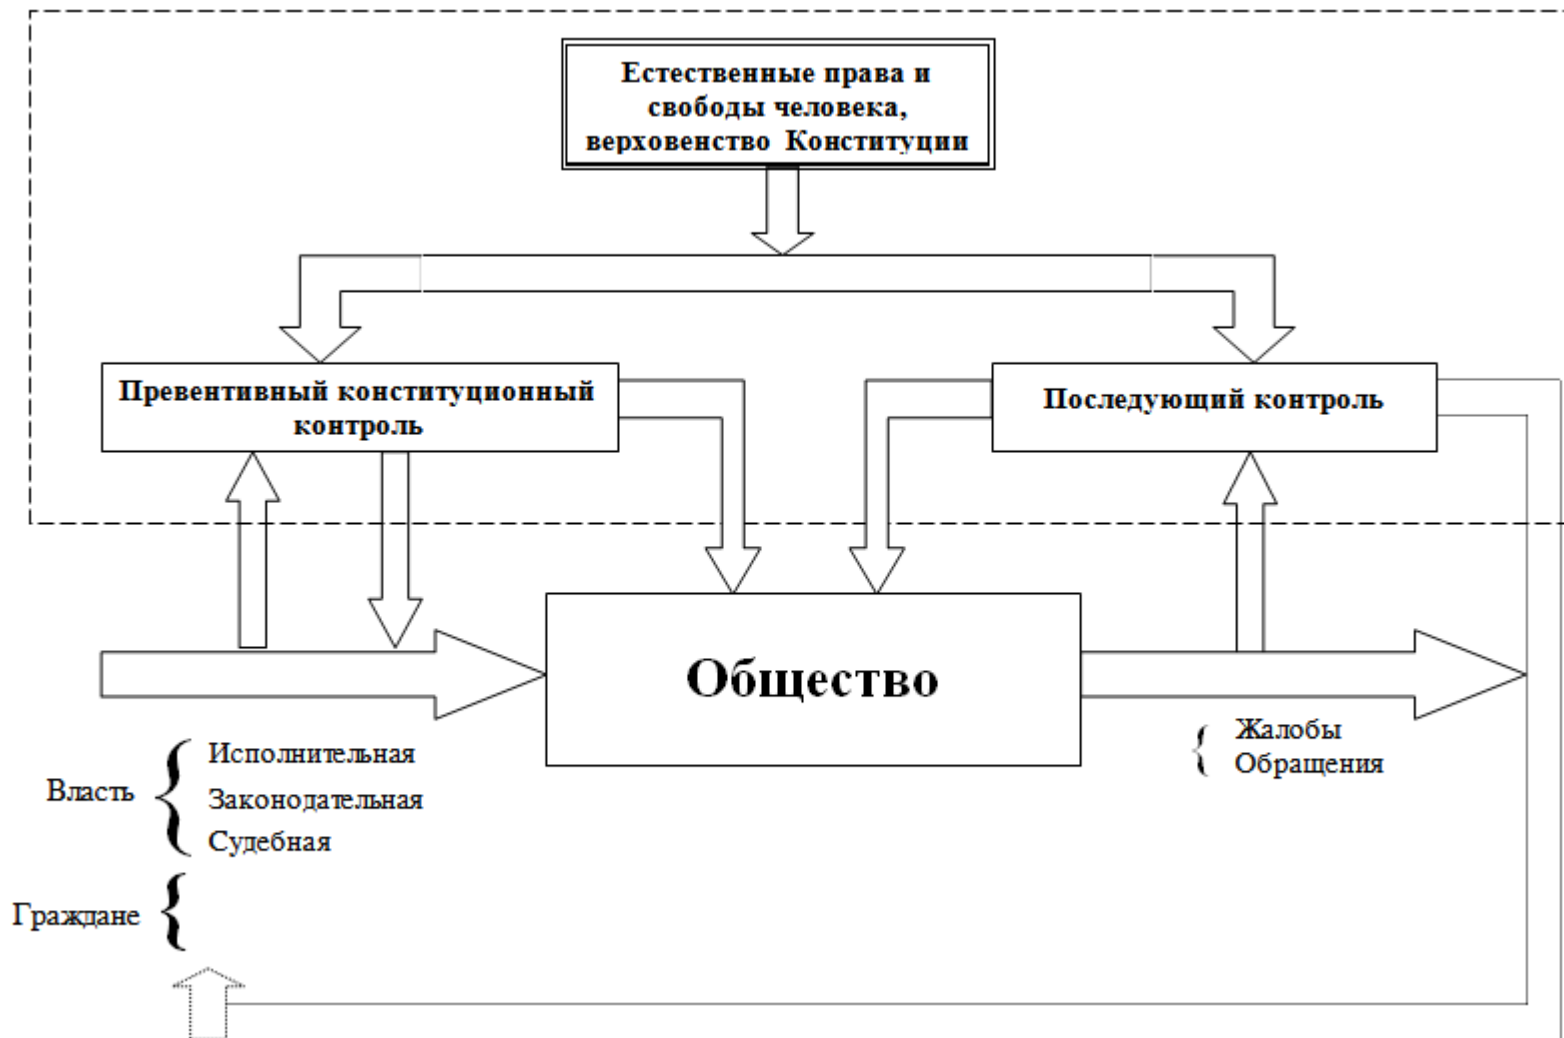 Естественные права и
свободы человека,
верховенство Конституции
Превентивный конституционный
контроль
Последующий контроль
Общество
Жалобы
Обращения
Власть
Исполнительная
Законодательная
Судебная
Граждане